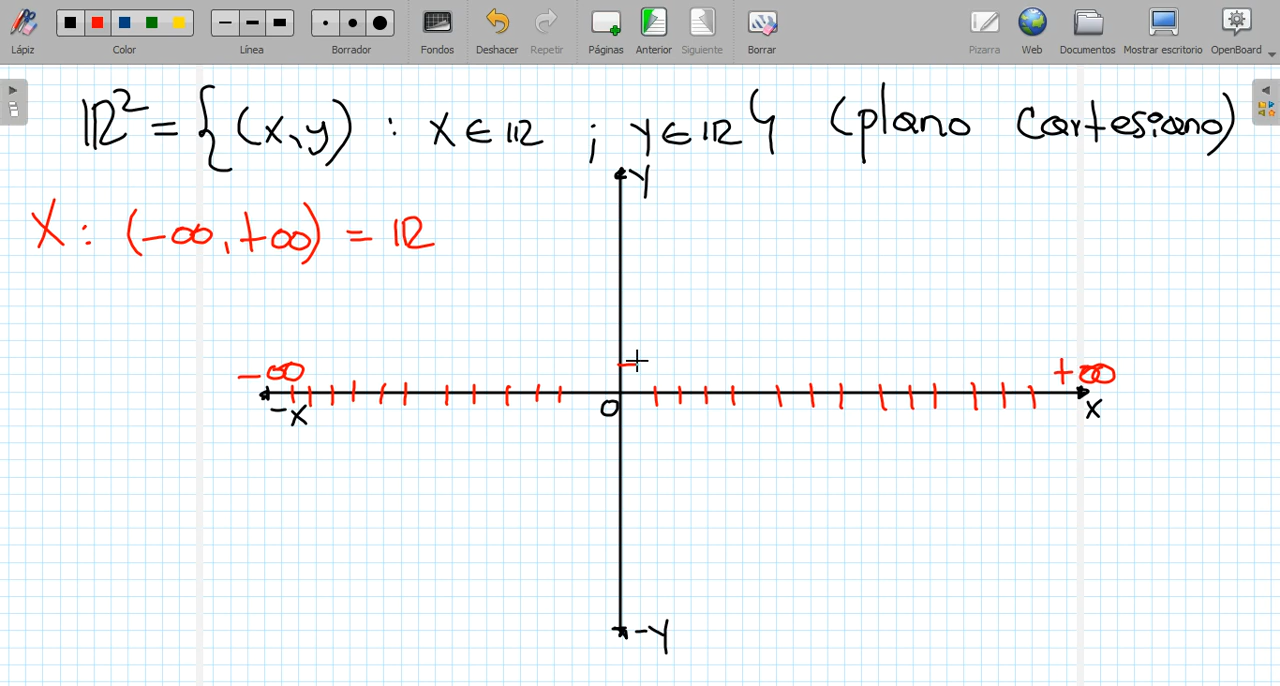 Lápiz Color Línea Borrador Fondos Deshacer Repetir Páginas Anterior Siguiente Borrar Pizarra Web Documentos Mostrar escritorio OpenBoard
ℝ² = {(x,y) : x ∈ ℝ ; y ∈ ℝ} (plano cartesiano)
Y
X : (-∞, +∞) = ℝ
-∞ +∞
-X 0 X
-Y